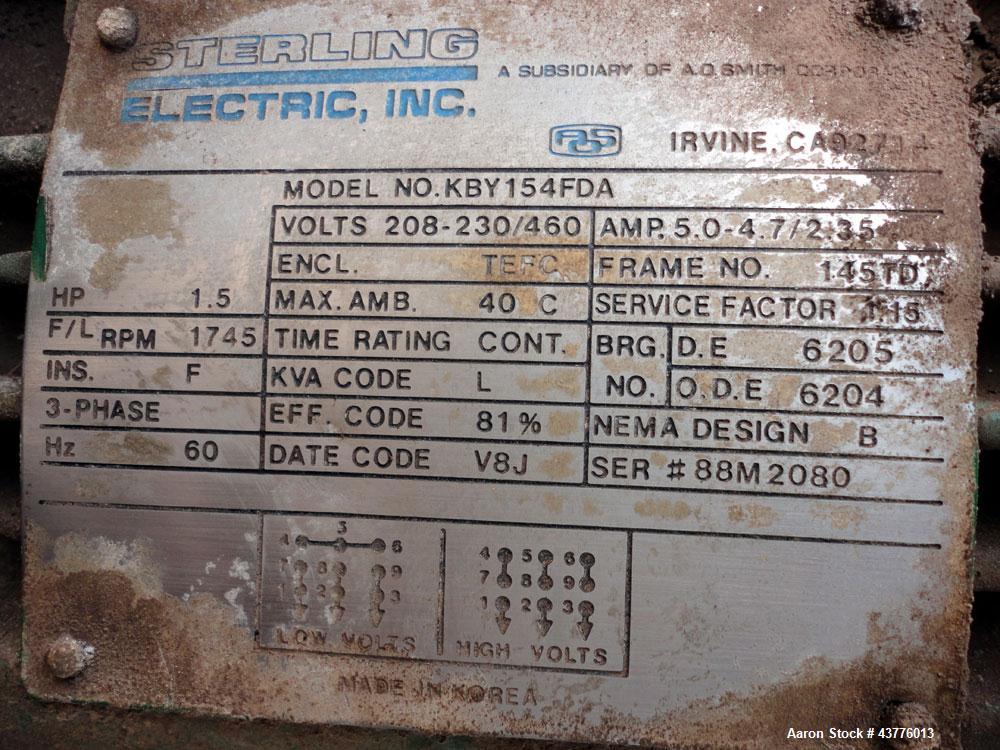 STERLING
ELECTRIC, INC.
A SUBSIDIARY OF A.O. SMITH
AOS
IRVINE, CA 92714
MODEL NO. KBY154FDA
VOLTS 208-230/460 AMP. 5.0-4.7/2.35
ENCL. TEFC FRAME NO. 145TD
HP 1.5 MAX. AMB. 40 C SERVICE FACTOR 1.15
F/L RPM 1745 TIME RATING CONT. BRG. D.E 6205
INS. F KVA CODE L NO. O.D.E 6204
3-PHASE EFF. CODE 81% NEMA DESIGN B
Hz 60 DATE CODE V8J SER # 88M2080
4 5 6
7 8 9
1 2 3
LOW VOLTS
4 5 6
7 8 9
1 2 3
HIGH VOLTS
MADE IN KOREA
Aaron Stock # 43776013